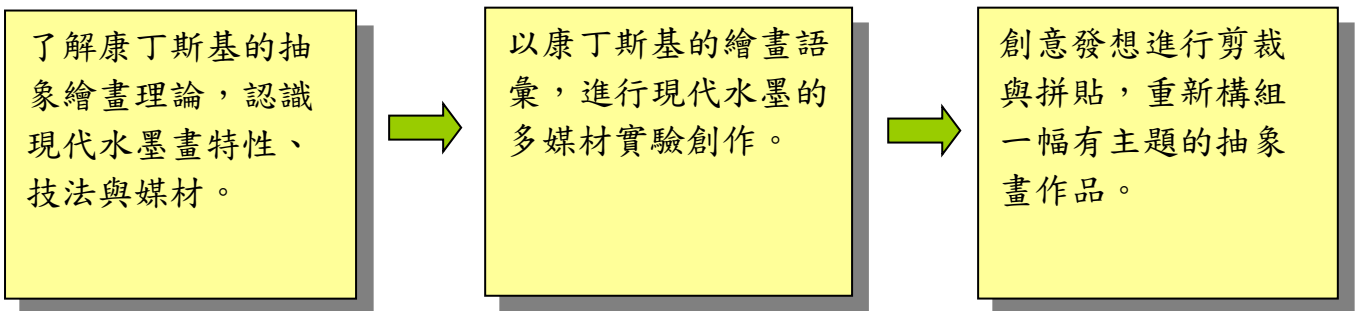 了解康丁斯基的抽
象繪畫理論，認識
現代水墨畫特性、
技法與媒材。
以康丁斯基的繪畫語
彙，進行現代水墨的
多媒材實驗創作。
創意發想進行剪裁
與拼貼，重新構組
一幅有主題的抽象
畫作品。